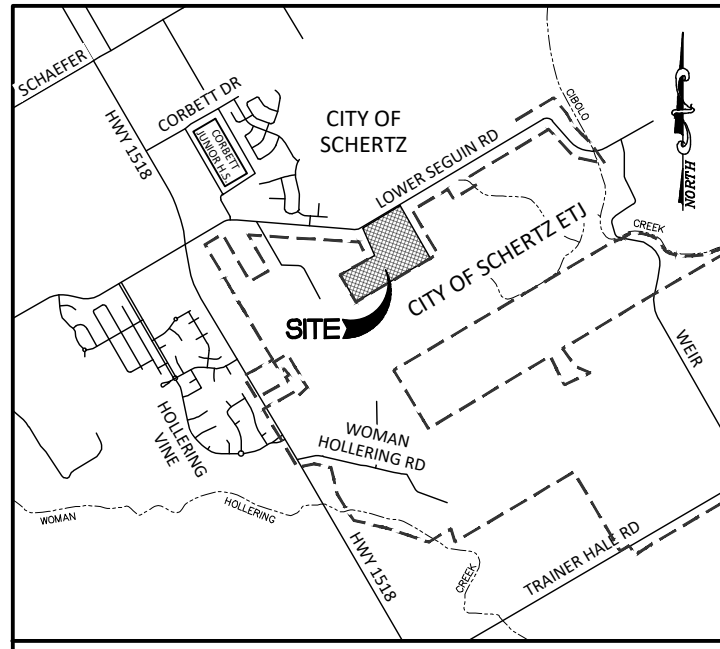 SCHAEFER
HWY 1518
CORBETT DR
CORBETT
JUNIOR H.S.
CITY OF
SCHERTZ
LOWER SEGUIN RD
CIBOLO
NORTH
CREEK
CITY OF SCHERTZ ETJ
SITE
WEIR
HOLLERING
VINE
WOMAN
HOLLERING RD
WOMAN
HOLLERING
CREEK
HWY 1518
TRAINER HALE RD